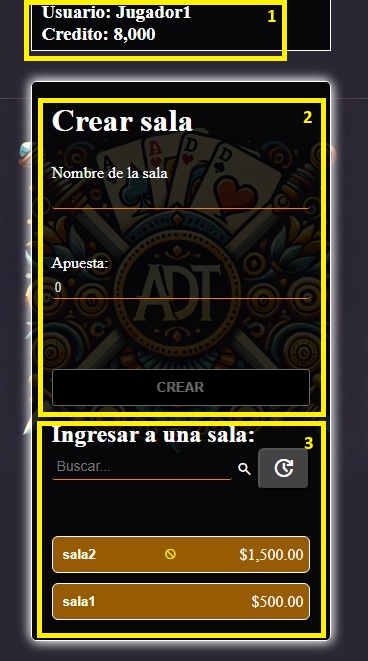 Usuario: Jugador1
1
Credito: 8,000
Crear sala
2
A A D D
Nombre de la sala
Apuesta:
0
ADT
CREAR
Ingresar a una sala:
3
Buscar...
sala2 $1,500.00
sala1 $500.00